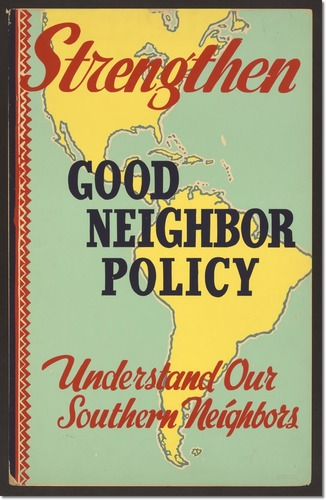 Strengthen
GOOD
NEIGHBOR
POLICY
Understand Our
Southern Neighbors